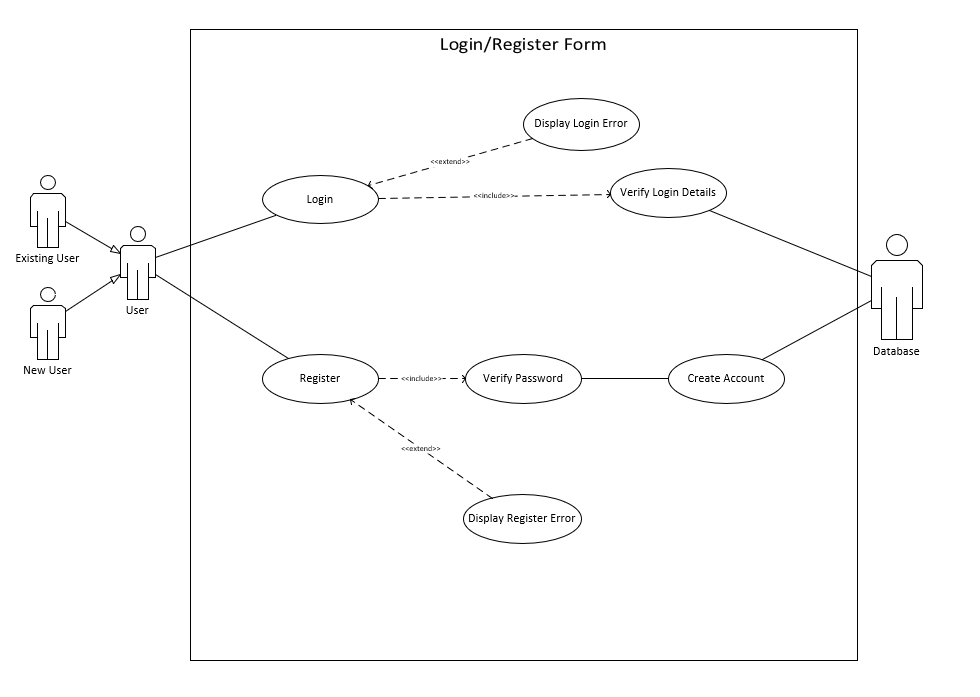 Login/Register Form
Display Login Error
<<extend>>
Login
<<include>>
Verify Login Details
Existing User
User
New User
Database
Register
<<include>>
Verify Password
Create Account
<<extend>>
Display Register Error